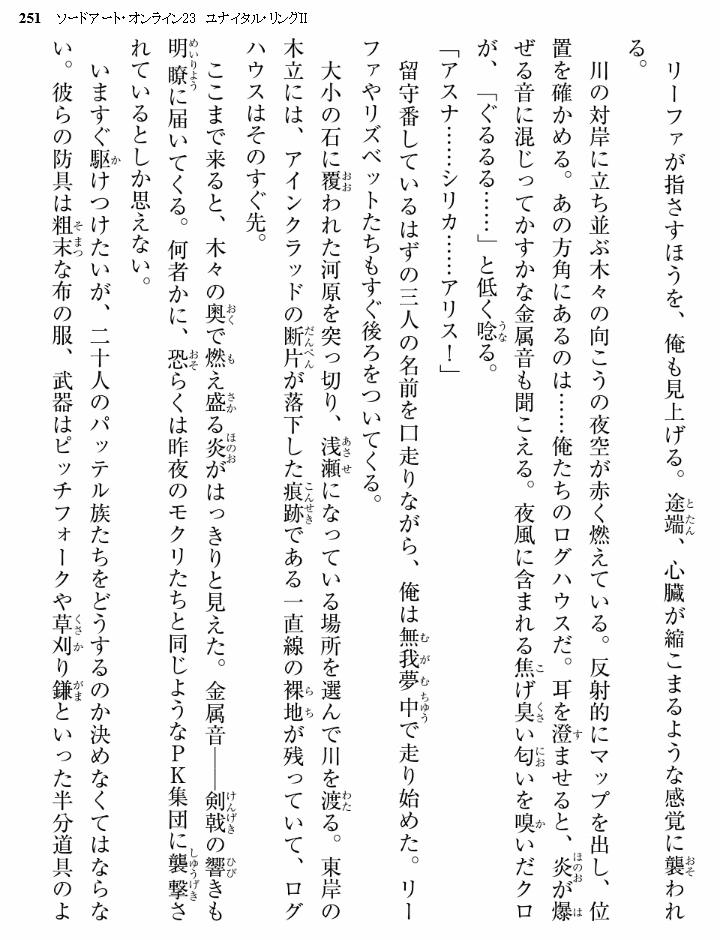 251　ソードアート・オンライン23　ユナイタル・リングⅡ
　リーファが指さすほうを、俺も見上げる。途端、心臓が縮こまるような感覚に襲われ
る。
　川の対岸に立ち並ぶ木々の向こうの夜空が赤く燃えている。反射的にマップを出し、位
置を確かめる。あの方角にあるのは……俺たちのログハウスだ。耳を澄ませると、炎が爆
ぜる音に混じってかすかな金属音も聞こえる。夜風に含まれる焦げ臭い匂いを嗅いだクロ
が、「ぐるるる……」と低く唸る。
「アスナ……シリカ……アリス！」
　留守番しているはずの三人の名前を口走りながら、俺は無我夢中で走り始めた。リー
ファやリズベットたちもすぐ後ろをついてくる。
　大小の石に覆われた河原を突っ切り、浅瀬になっている場所を選んで川を渡る。東岸の
木立には、アインクラッドの断片が落下した痕跡である一直線の裸地が残っていて、ログ
ハウスはそのすぐ先。
　ここまで来ると、木々の奥で燃え盛る炎がはっきりと見えた。金属音――剣戟の響きも
明瞭に届いてくる。何者かに、恐らくは昨夜のモクリたちと同じようなＰＫ集団に襲撃さ
れているとしか思えない。
　いますぐ駆けつけたいが、二十人のパッテル族たちをどうするのか決めなくてはならな
い。彼らの防具は粗末な布の服、武器はピッチフォークや草刈り鎌といった半分道具のよ